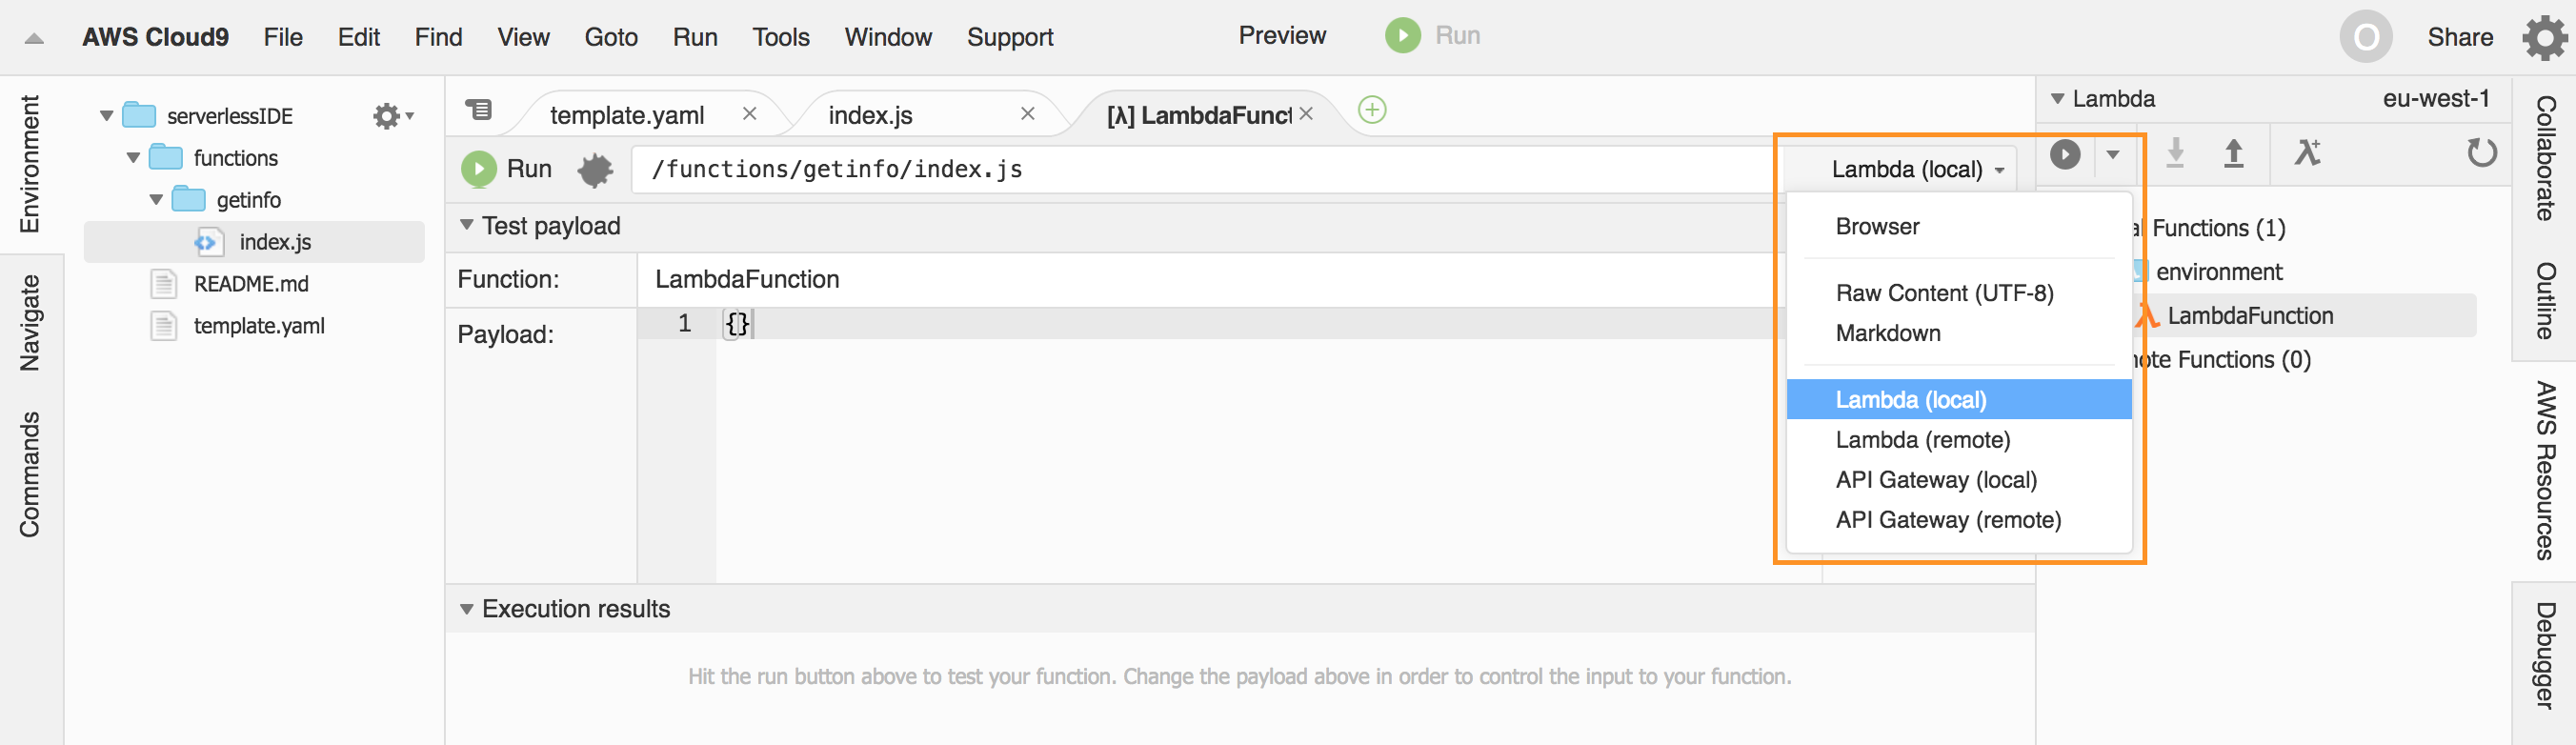 AWS Cloud9 File Edit Find View Goto Run Tools Window Support Preview Run O Share
Environment
Navigate
Commands
serverlessIDE
functions
getinfo
index.js
README.md
template.yaml
template.yaml index.js [λ] LambdaFunct
Run /functions/getinfo/index.js Lambda (local)
Test payload
Function: LambdaFunction
Payload: 1 {}
Browser
Raw Content (UTF-8)
Markdown
Lambda (local)
Lambda (remote)
API Gateway (local)
API Gateway (remote)
Execution results
Hit the run button above to test your function. Change the payload above in order to control the input to your function.
Lambda eu-west-1
Functions (1)
environment
LambdaFunction
Functions (0)
Collaborate
Outline
AWS Resources
Debugger